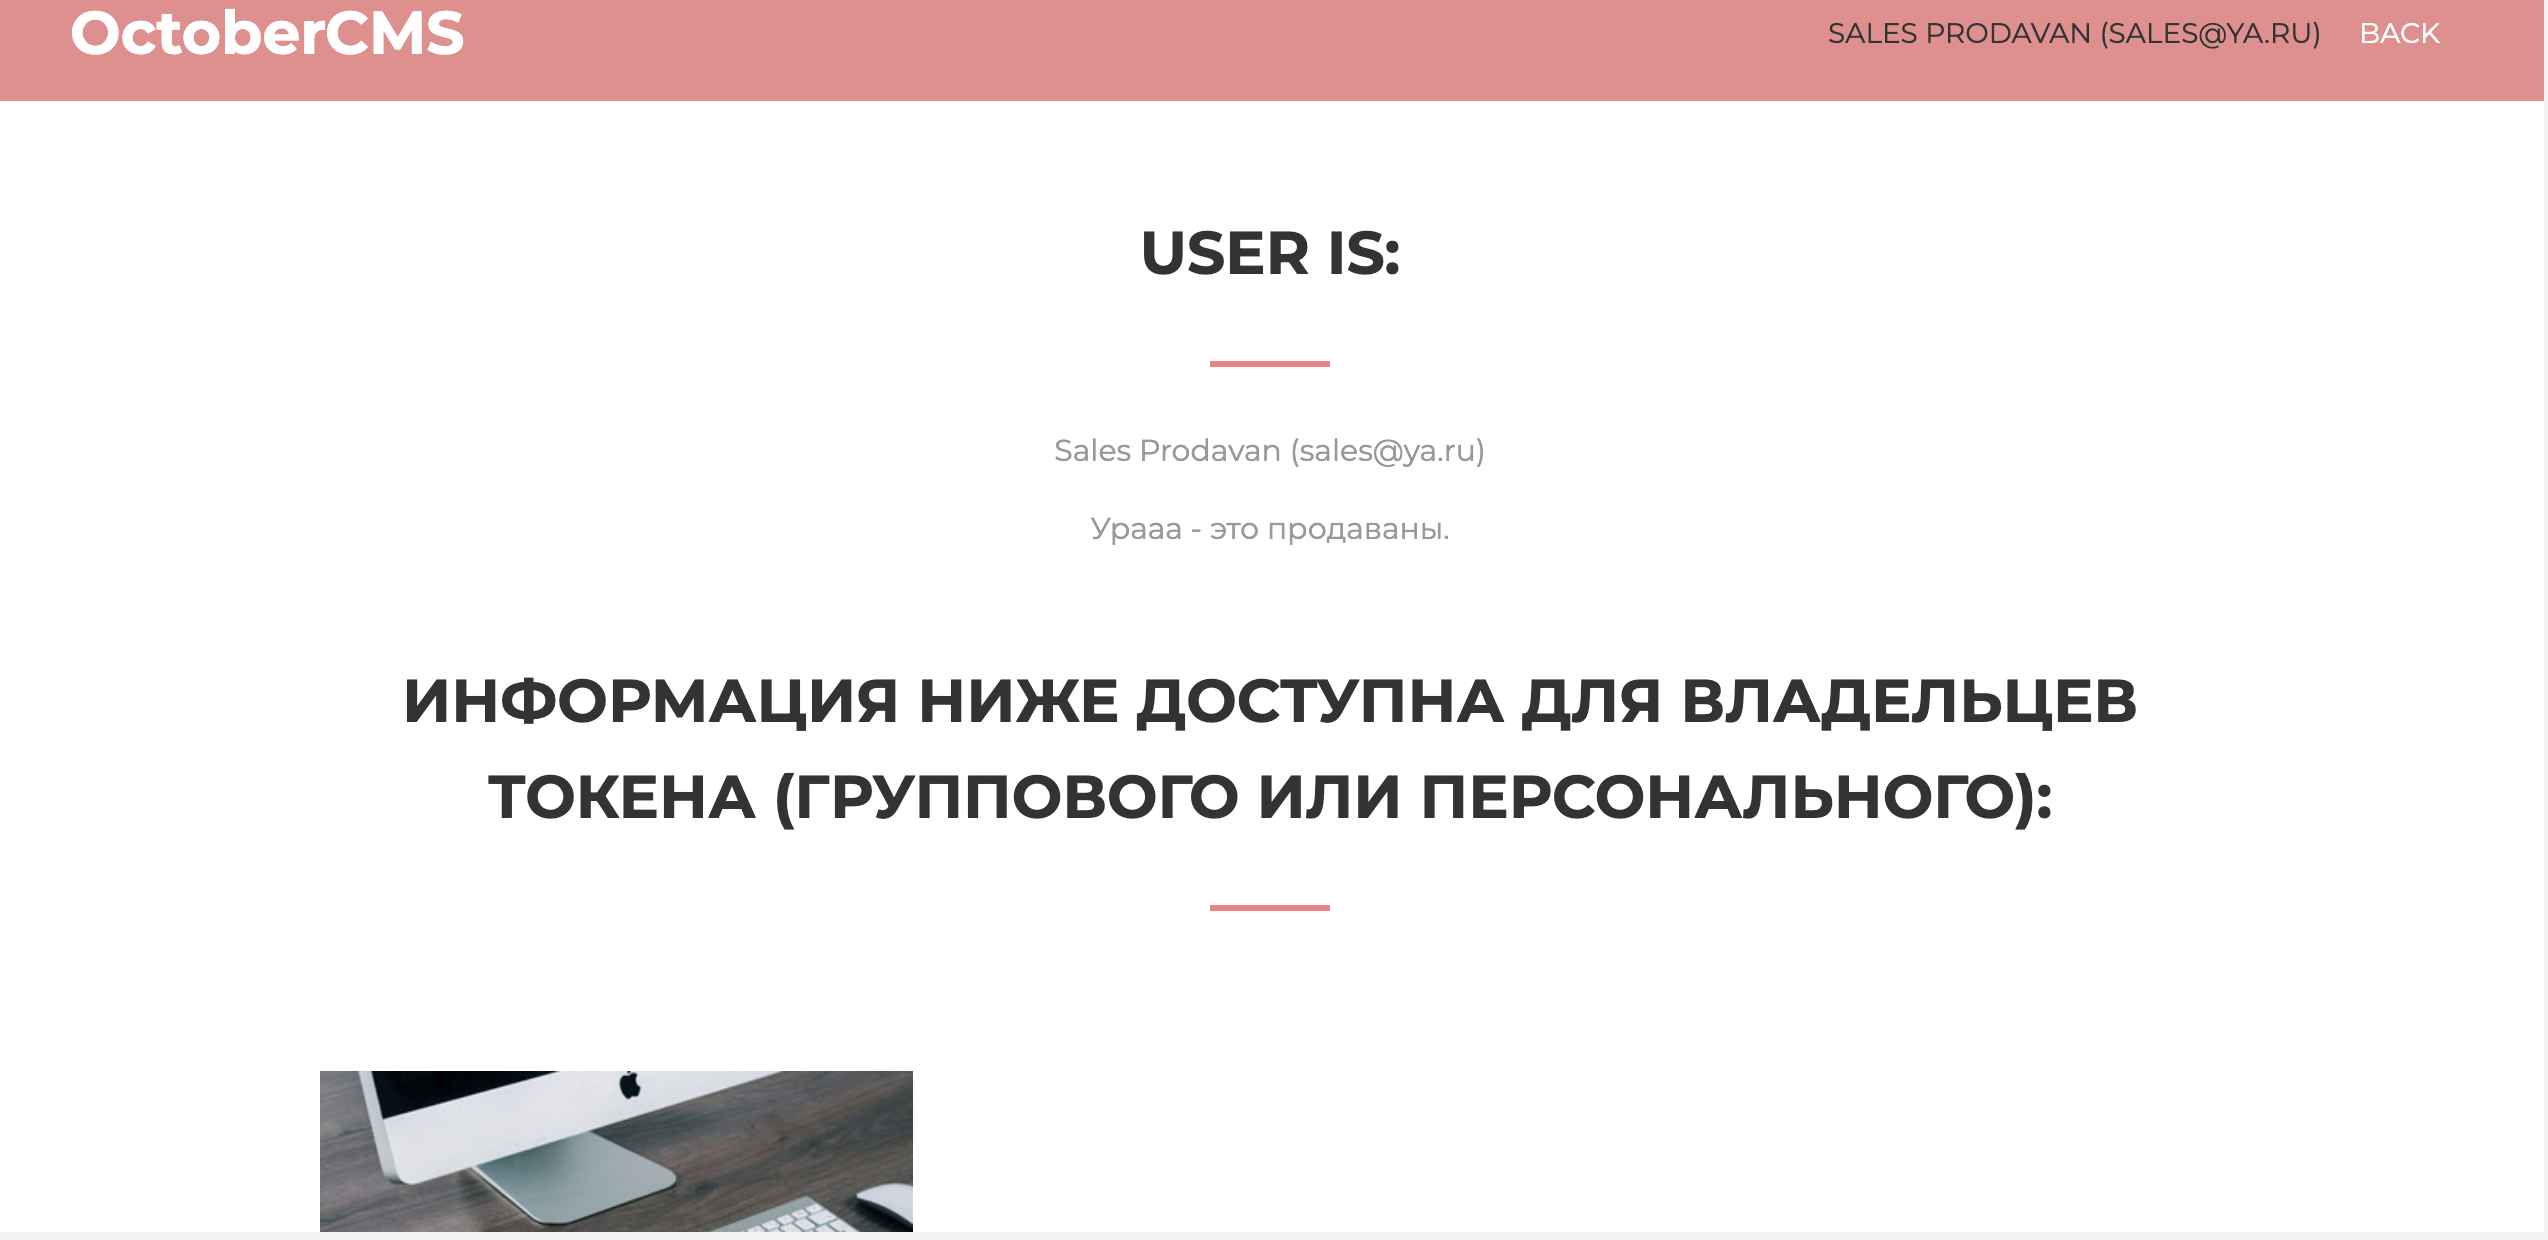 OctoberCMS
SALES PRODAVAN (SALES@YA.RU) BACK
USER IS:
Sales Prodavan (sales@ya.ru)
Урааа - это продаваны.
ИНФОРМАЦИЯ НИЖЕ ДОСТУПНА ДЛЯ ВЛАДЕЛЬЦЕВ
ТОКЕНА (ГРУППОВОГО ИЛИ ПЕРСОНАЛЬНОГО):